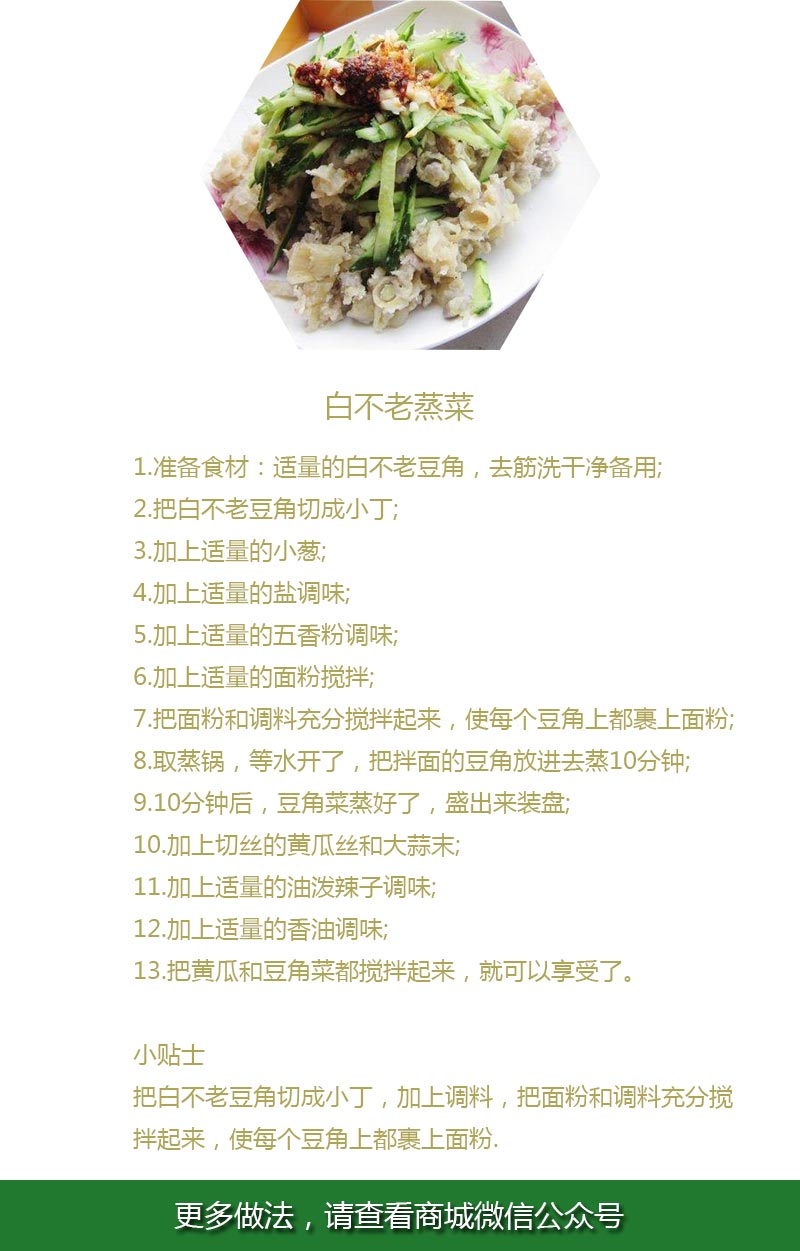 白不老蒸菜
1.准备食材：适量的白不老豆角，去筋洗干净备用;
2.把白不老豆角切成小丁;
3.加上适量的小葱;
4.加上适量的盐调味;
5.加上适量的五香粉调味;
6.加上适量的面粉搅拌;
7.把面粉和调料充分搅拌起来，使每个豆角上都裹上面粉;
8.取蒸锅，等水开了，把拌面的豆角放进去蒸10分钟;
9.10分钟后，豆角菜蒸好了，盛出来装盘;
10.加上切丝的黄瓜丝和大蒜末;
11.加上适量的油泼辣子调味;
12.加上适量的香油调味;
13.把黄瓜和豆角菜都搅拌起来，就可以享受了。
小贴士
把白不老豆角切成小丁，加上调料，把面粉和调料充分搅
拌起来，使每个豆角上都裹上面粉.
更多做法，请查看商城微信公众号